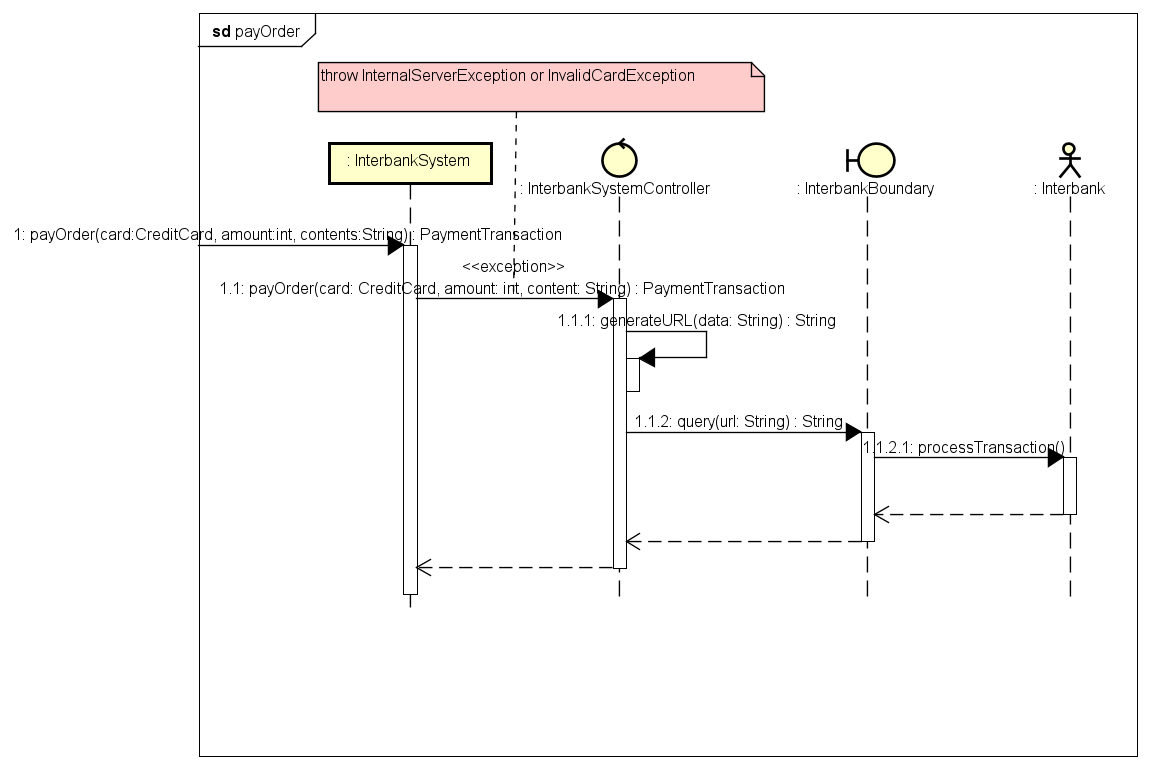 sd payOrder
throw InternalServerException or InvalidCardException
: InterbankSystem
: InterbankSystemController
: InterbankBoundary
: Interbank
1: payOrder(card:CreditCard, amount:int, contents:String) : PaymentTransaction
<<exception>>
1.1: payOrder(card: CreditCard, amount: int, content: String) : PaymentTransaction
1.1.1: generateURL(data: String) : String
1.1.2: query(url: String) : String
1.1.2.1: processTransaction()